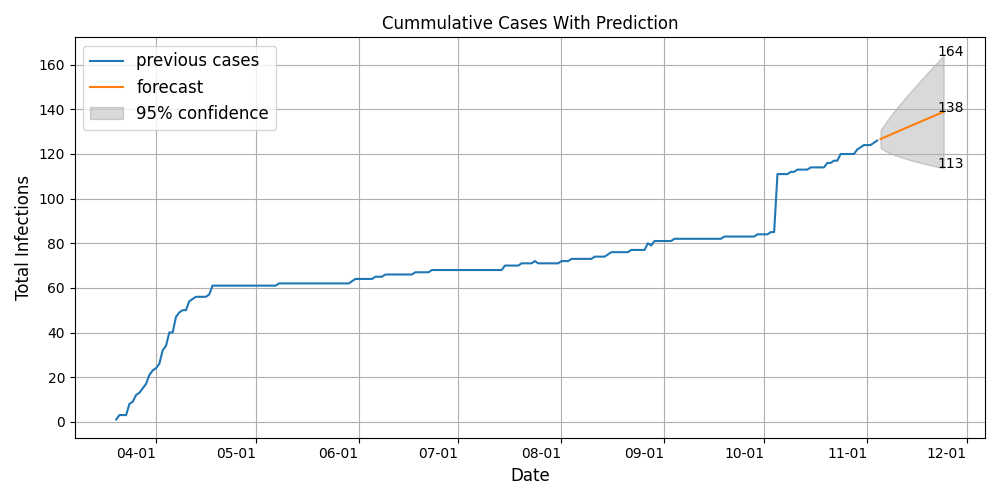 Cummulative Cases With Prediction
previous cases
forecast
95% confidence
164
138
113
160
140
120
100
80
60
40
20
0
Total Infections
04-01 05-01 06-01 07-01 08-01 09-01 10-01 11-01 12-01
Date